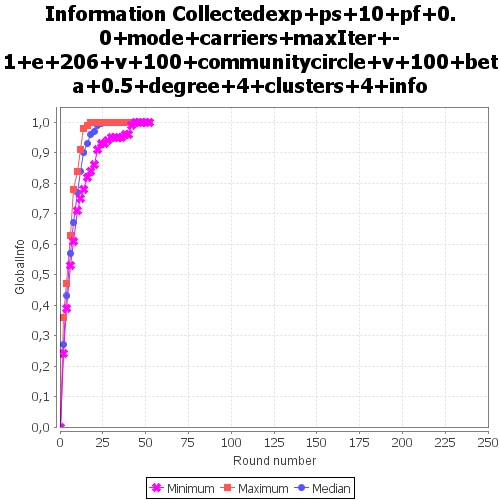 Information Collectedexp+ps+10+pf+0.
0+mode+carriers+maxIter+-
1+e+206+v+100+communitycircle+v+100+bet
a+0.5+degree+4+clusters+4+info
GlobalInfo
1,0
0,9
0,8
0,7
0,6
0,5
0,4
0,3
0,2
0,1
0,0
0 25 50 75 100 125 150 175 200 225 250
Round number
Minimum Maximum Median